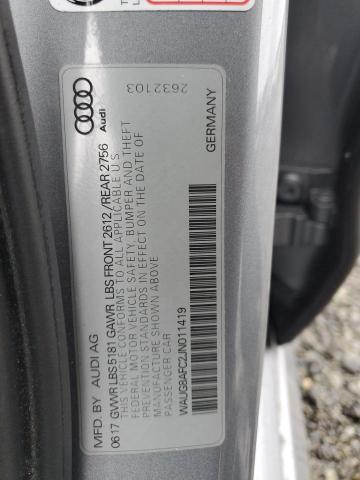 MFD. BY AUDI AG
0617 GVWR LBS 5181 GAWR LBS FRONT 2612 / REAR 2756
THIS VEHICLE CONFORMS TO ALL APPLICABLE U S
FEDERAL MOTOR VEHICLE SAFETY, BUMPER AND THEFT
PREVENTION STANDARDS IN EFFECT ON THE DATE OF
MANUFACTURE SHOWN ABOVE
PASSENGER CAR
WAUG8AFC2JN011419
Audi
2632103
GERMANY